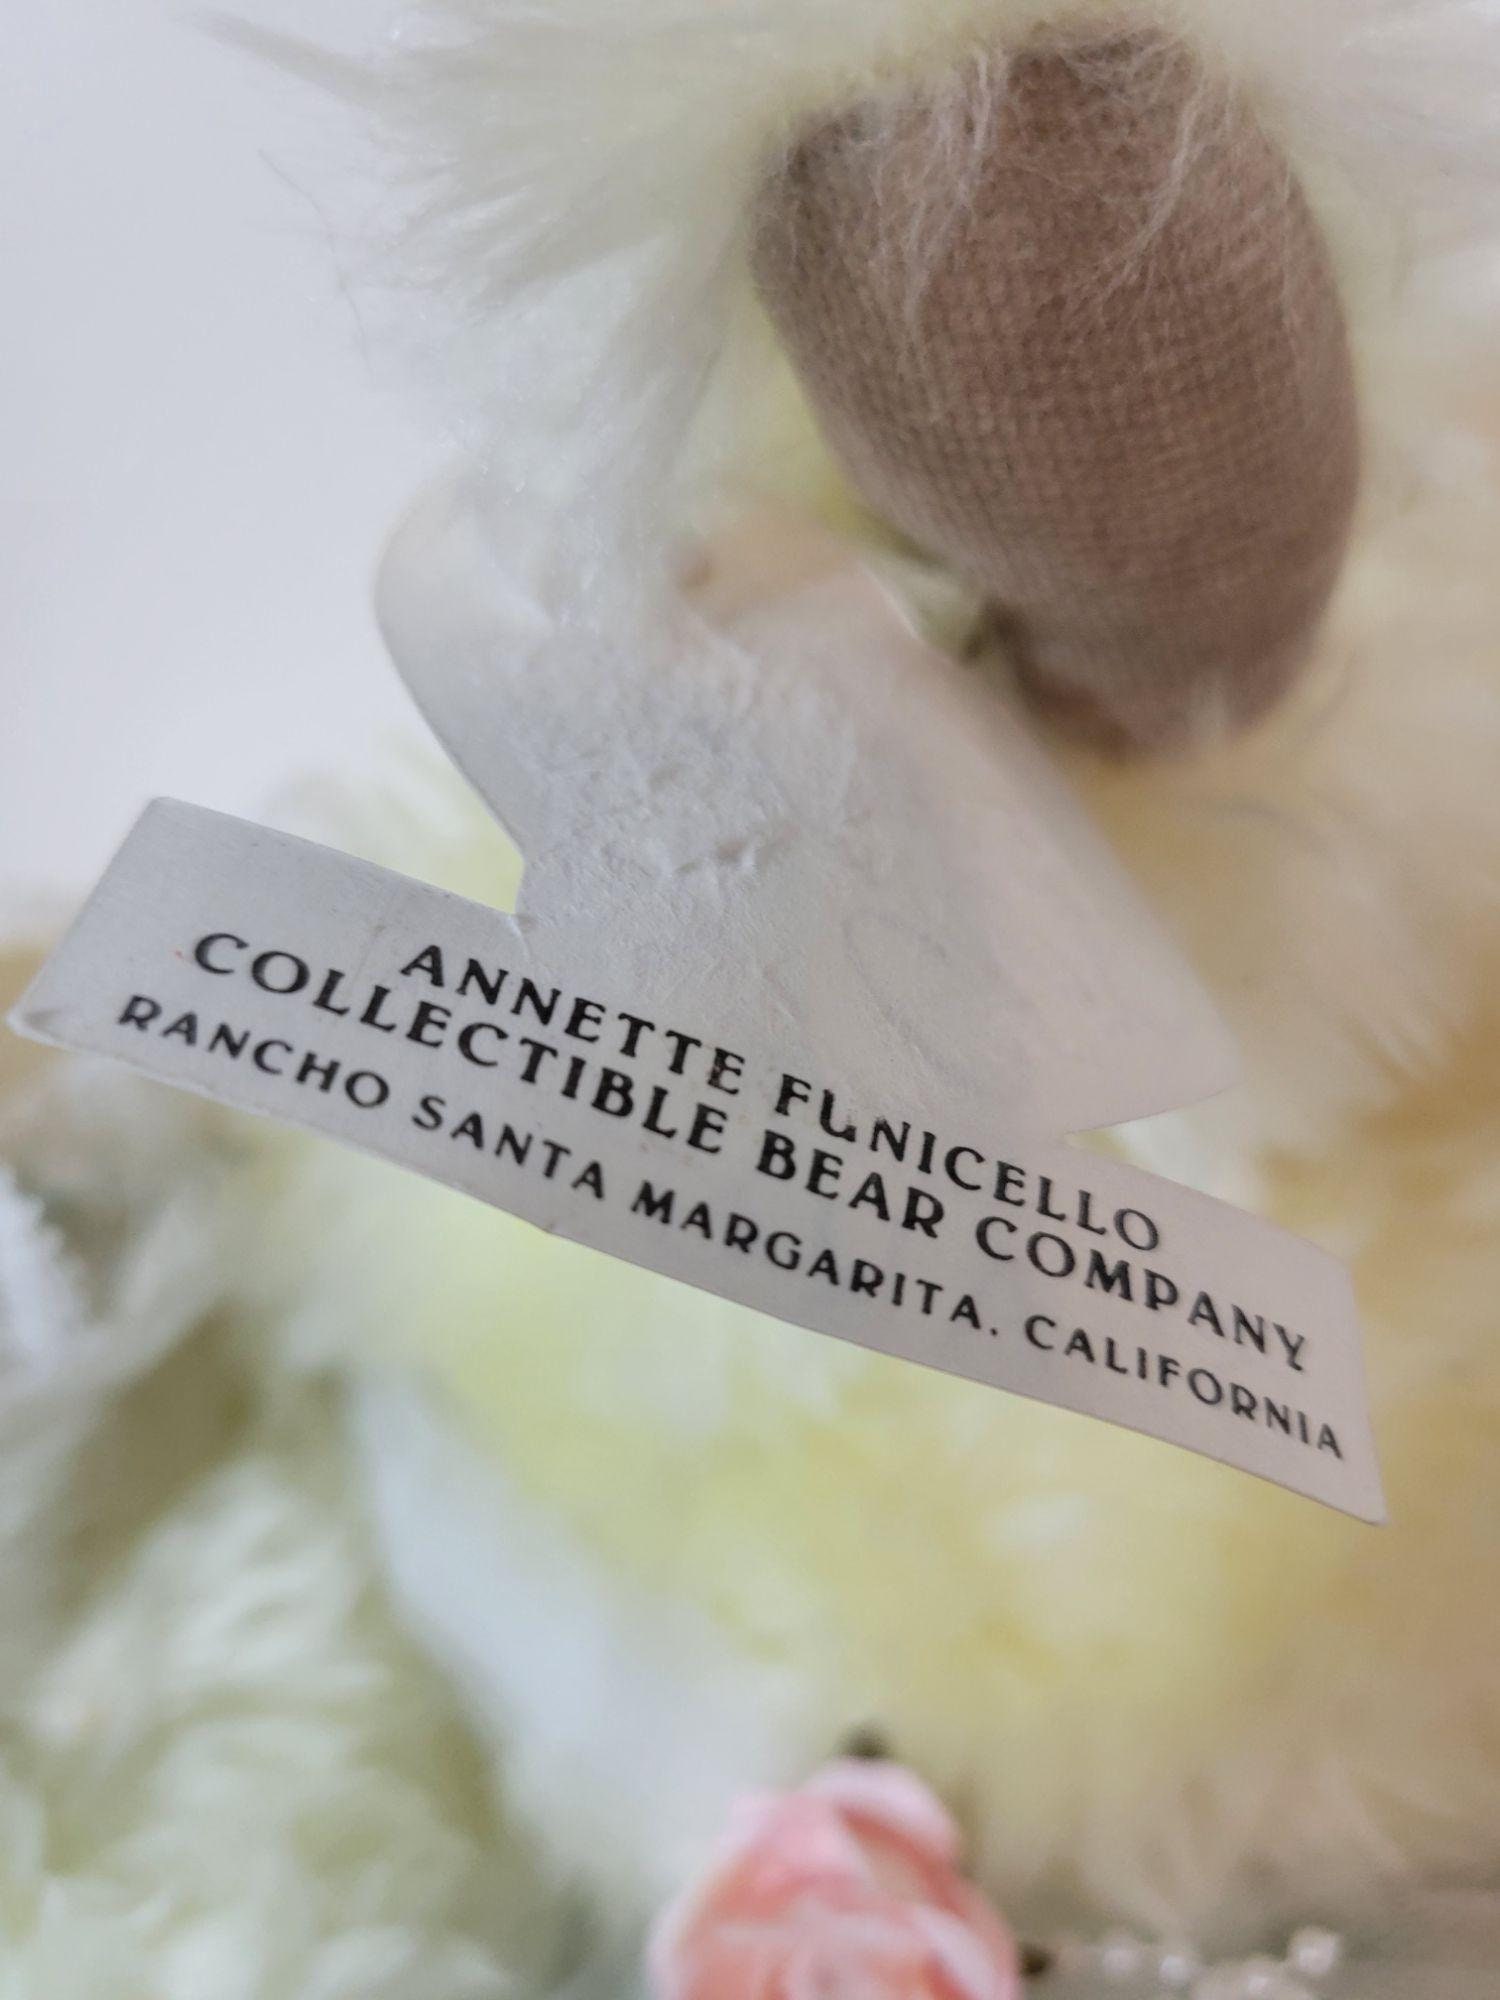 ANNETTE FUNICELLO
COLLECTIBLE BEAR COMPANY
RANCHO SANTA MARGARITA, CALIFORNIA